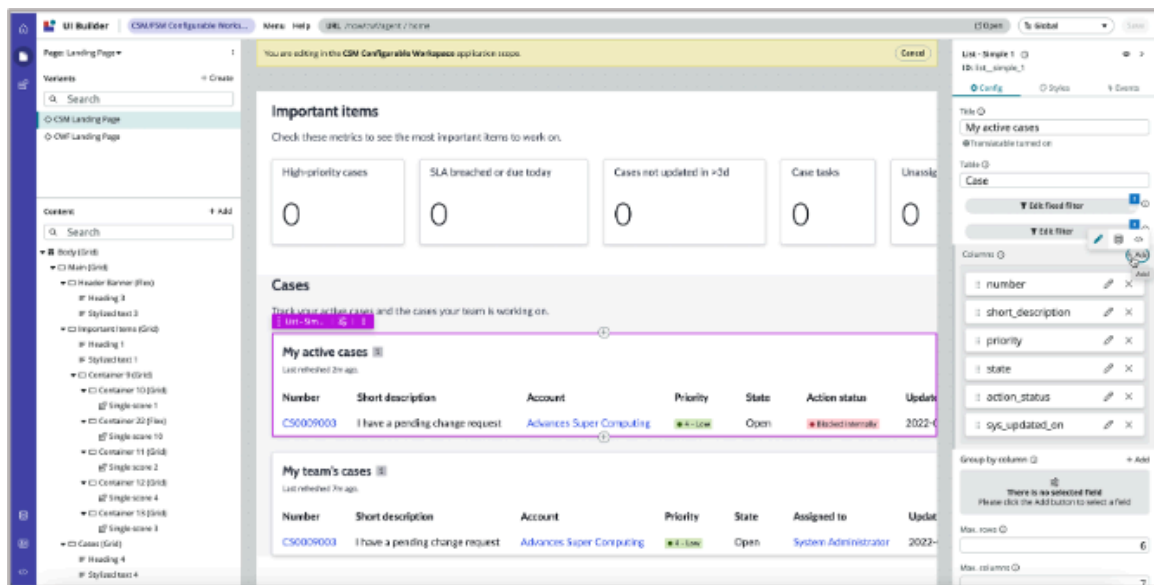 UI Builder
CSM/FSM Configurable Works...
Menu Help
URL /now/cwf/agent / home
Open
Global
Save
Page: Landing Page
Variants
+ Create
Search
CSM Landing Page
CWF Landing Page
Content
+ Add
Search
Body (Grid)
Main (Grid)
Header Banner (Flex)
Heading 3
Stylized text 3
Important Items (Grid)
Heading 1
Stylized text 1
Container 9 (Grid)
Container 10 (Grid)
Single score 1
Container 22 (Flex)
Single score 10
Container 11 (Grid)
Single score 2
Container 12 (Grid)
Single score 4
Container 13 (Grid)
Single score 3
Cases (Grid)
Heading 4
Stylized text 4
You are editing in the CSM Configurable Workspace application scope.
Cancel
Important items
Check these metrics to see the most important items to work on.
High-priority cases
0
SLA breached or due today
0
Cases not updated in >3d
0
Case tasks
0
Unassig
0
Cases
Track your active cases and the cases your team is working on.
List - Sim...
My active cases
Last refreshed 2m ago.
Number Short description Account Priority State Action status Update
CS0009003 I have a pending change request Advances Super Computing 4 - Low Open Blocked internally 2022-0
My team's cases
Last refreshed 7m ago.
Number Short description Account Priority State Assigned to Updat
CS0009003 I have a pending change request Advances Super Computing 4 - Low Open System Administrator 2022-
List - Simple 1
ID: list_simple_1
Config
Styles
Events
Title
My active cases
Translatable turned on
Table
Case
Edit fixed filter
Edit filter
Columns
Add
Add
number
short_description
priority
state
action_status
sys_updated_on
Group by column
+ Add
There is no selected field
Please click the Add button to select a field
Max. rows
6
Max. columns
7